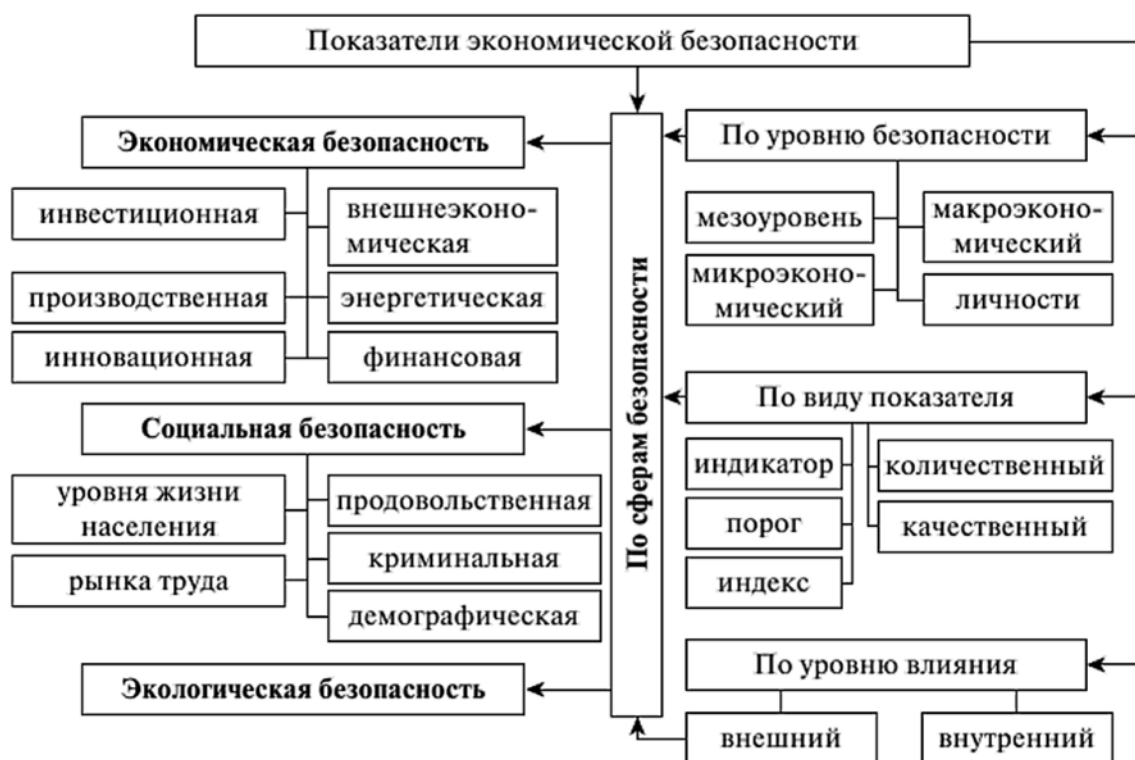 Показатели экономической безопасности
Экономическая безопасность
инвестиционная
внешнеэконо-
мическая
производственная
энергетическая
инновационная
финансовая
Социальная безопасность
уровня жизни
населения
продовольственная
криминальная
рынка труда
демографическая
Экологическая безопасность
По сферам безопасности
По уровню безопасности
мезоуровень
макроэконо-
мический
микроэконо-
мический
личности
По виду показателя
индикатор
количественный
порог
качественный
индекс
По уровню влияния
внешний
внутренний